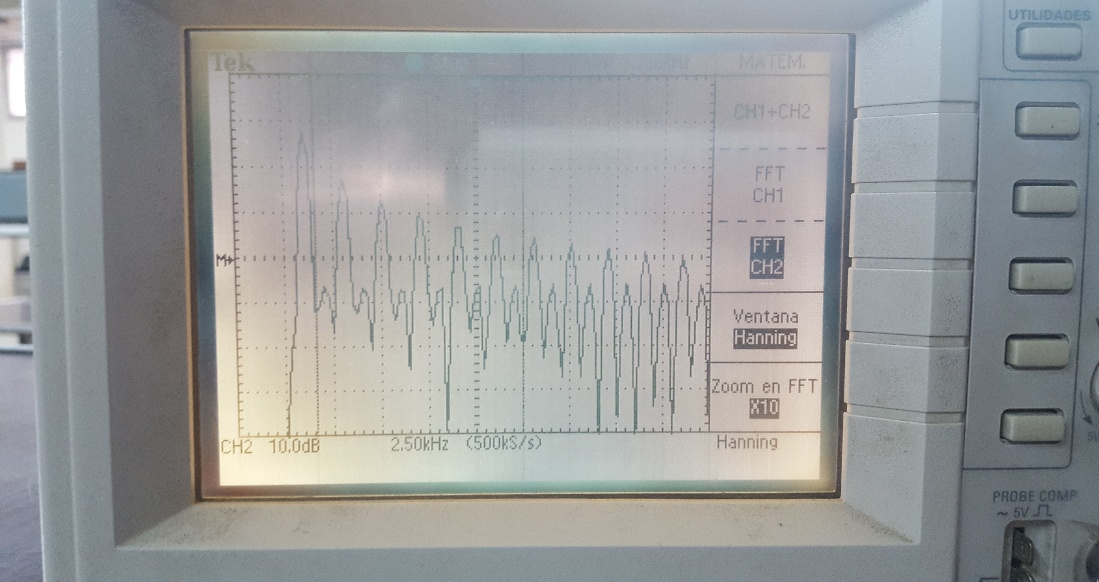 UTILIDADES
Tek
MATEM.
CH1+CH2
FFT
CH1
FFT
CH2
M
Ventana
Hanning
Zoom en FFT
X10
CH2 10.0dB 2.50kHz (500kS/s) Hanning
PROBE COMP
~ 5V